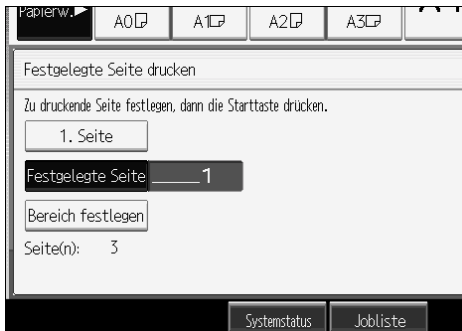 Papierw.▶ A0 A1 A2 A3
Festgelegte Seite drucken
Zu druckende Seite festlegen, dann die Starttaste drücken.
1. Seite
Festgelegte Seite 1
Bereich festlegen
Seite(n): 3
Systemstatus Jobliste